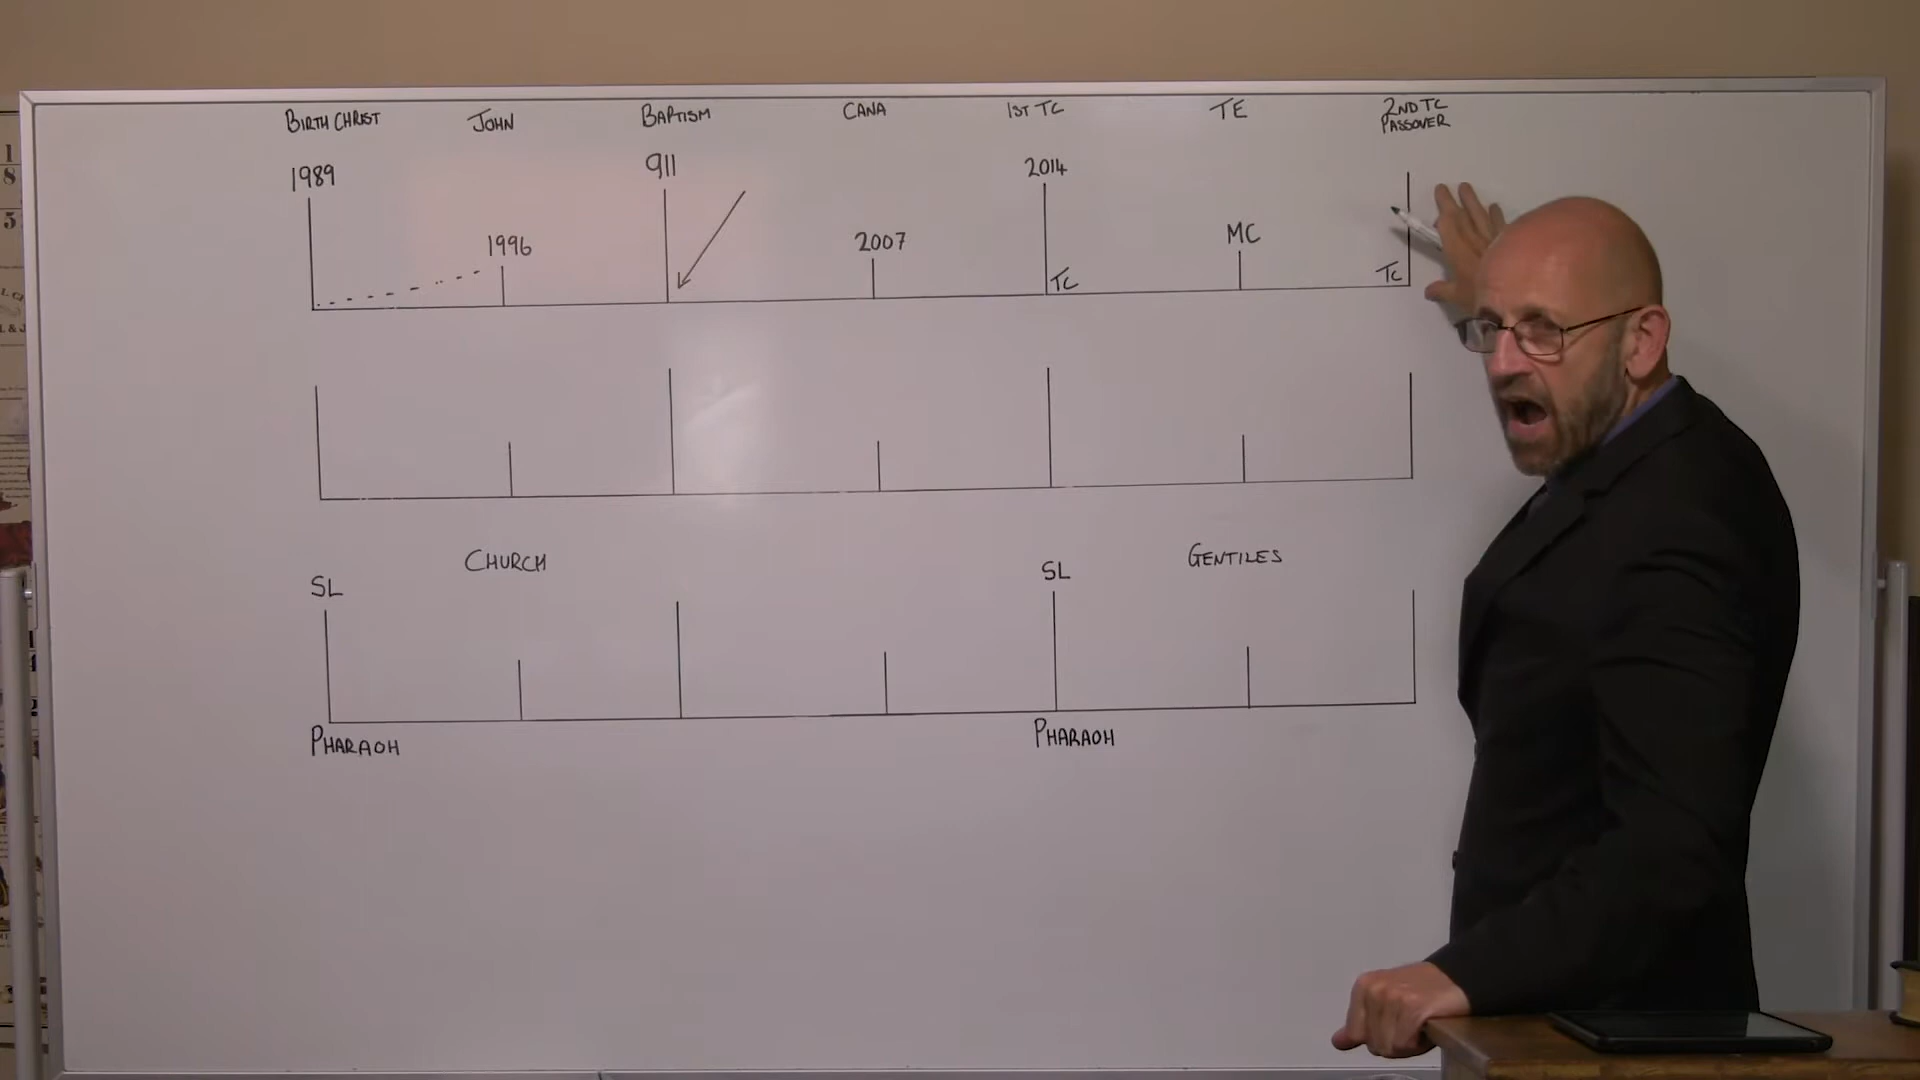 BIRTH CHRIST
JOHN
BAPTISM
CANA
1ST TC
TE
2ND TC
PASSOVER
1989
1996
911
2007
2014
TC
MC
TC
CHURCH
GENTILES
SL
SL
PHARAOH
PHARAOH